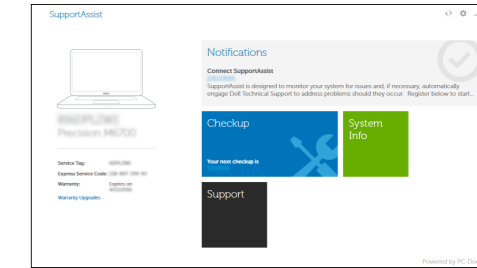 SupportAssist
Notifications
Connect SupportAssist
SupportAssist is designed to monitor your system for issues and, if necessary, automatically
engage Dell Technical Support to address problems should they occur. Register below to start...
Precision M6700
Checkup
Your next checkup is
System
Info
Service Tag:
Express Service Code:
Warranty: Expires on
Warranty Upgrades
Support
Powered by PC-Do